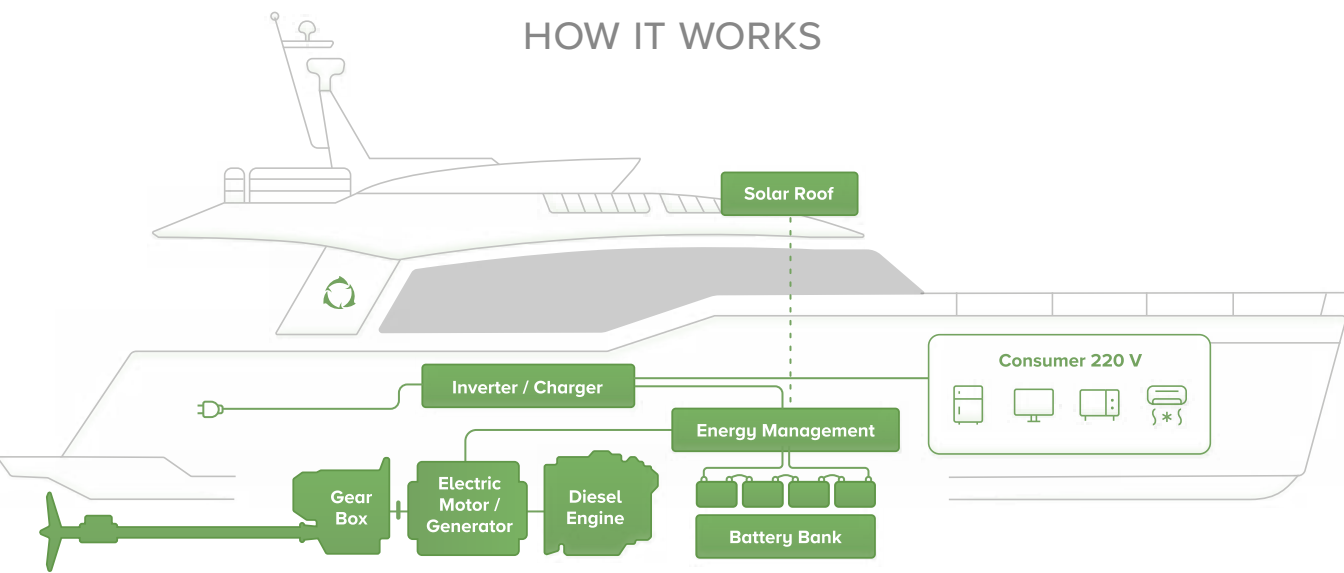 HOW IT WORKS
Solar Roof
Consumer 220 V
Inverter / Charger
Energy Management
Gear
Box
Electric
Motor /
Generator
Diesel
Engine
Battery Bank